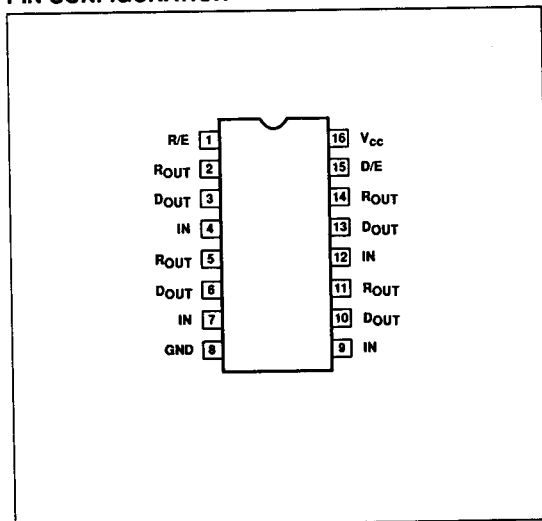 R/E 1 16 Vcc
ROUT 2 15 D/E
DOUT 3 14 ROUT
IN 4 13 DOUT
ROUT 5 12 IN
DOUT 6 11 ROUT
IN 7 10 DOUT
GND 8 9 IN